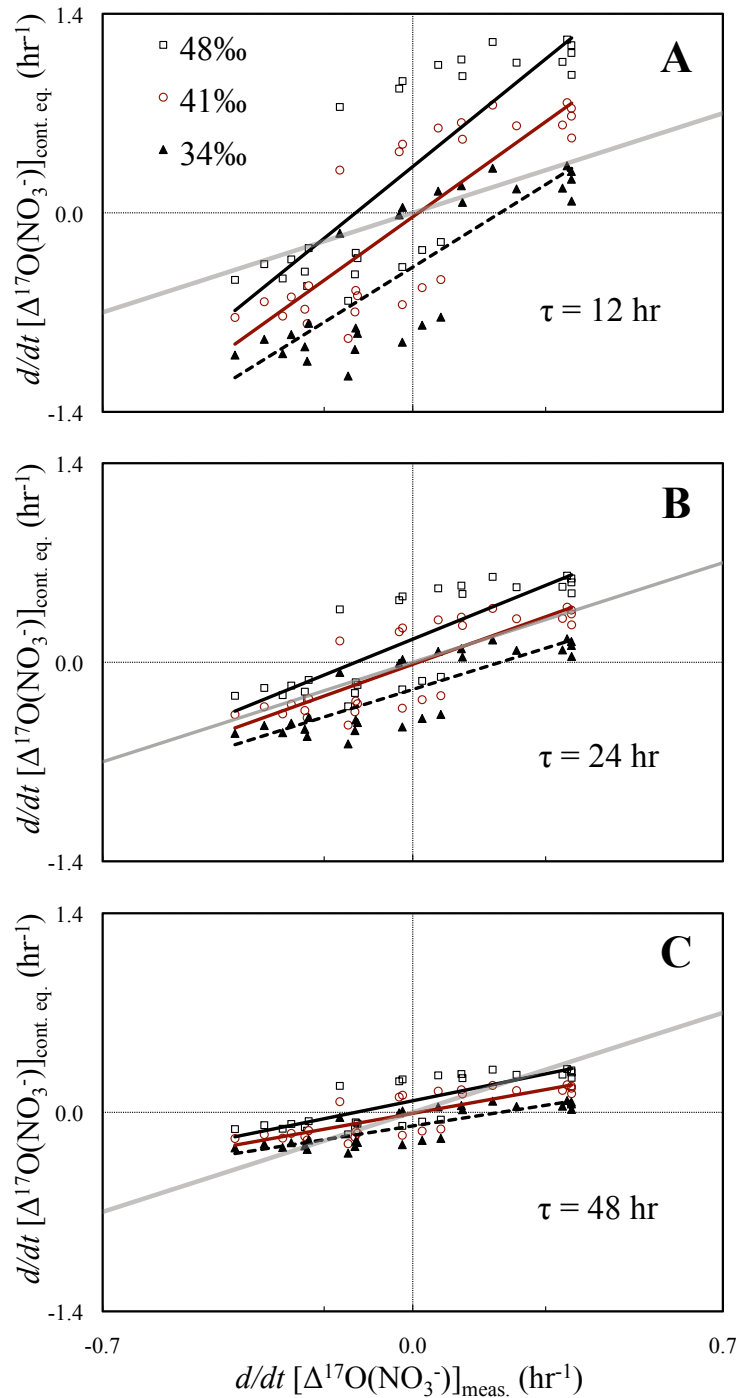 1.4
A
48‰
41‰
34‰
0.0
d/dt [Δ¹⁷O(NO₃⁻)]cont. eq. (hr⁻¹)
τ = 12 hr
-1.4
1.4
B
0.0
d/dt [Δ¹⁷O(NO₃⁻)]cont. eq. (hr⁻¹)
τ = 24 hr
-1.4
1.4
C
0.0
d/dt [Δ¹⁷O(NO₃⁻)]cont. eq. (hr⁻¹)
τ = 48 hr
-1.4
-0.7 0.0 0.7
d/dt [Δ¹⁷O(NO₃⁻)]meas. (hr⁻¹)